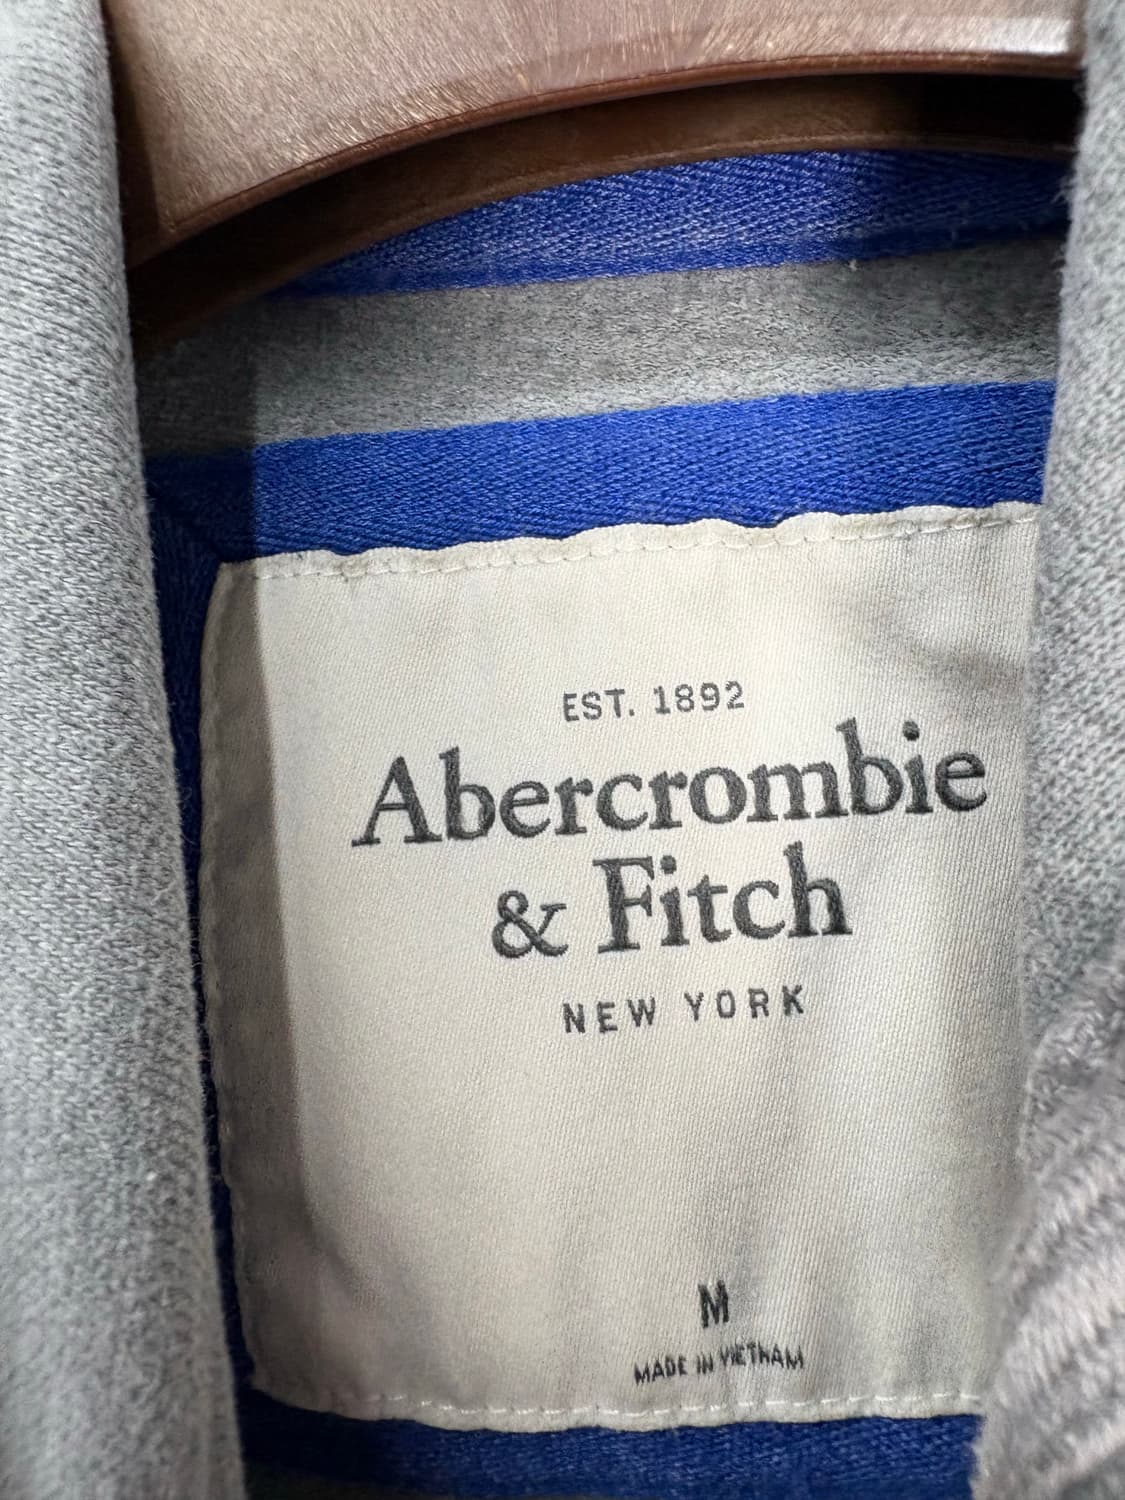 EST. 1892
Abercrombie
& Fitch
NEW YORK
M
MADE IN VIETNAM